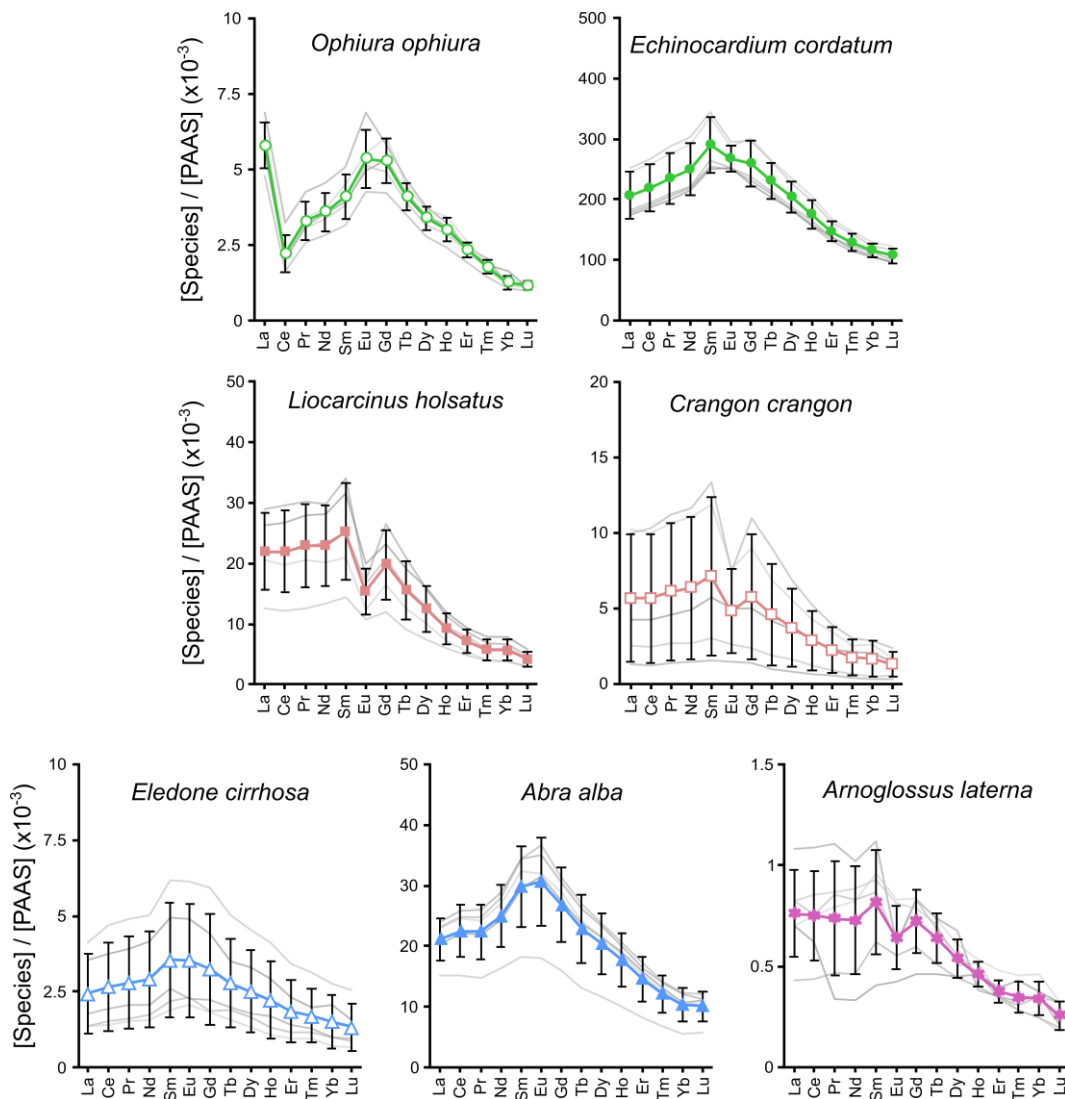 Ophiura ophiura
[Species] / [PAAS] (x10-3)
10
7.5
5
2.5
0
La Ce Pr Nd Sm Eu Gd Tb Dy Ho Er Tm Yb Lu
Echinocardium cordatum
500
400
300
200
100
0
La Ce Pr Nd Sm Eu Gd Tb Dy Ho Er Tm Yb Lu
Liocarcinus holsatus
[Species] / [PAAS] (x10-3)
50
40
30
20
10
0
La Ce Pr Nd Sm Eu Gd Tb Dy Ho Er Tm Yb Lu
Crangon crangon
20
15
10
5
0
La Ce Pr Nd Sm Eu Gd Tb Dy Ho Er Tm Yb Lu
Eledone cirrhosa
[Species] / [PAAS] (x10-3)
10
7.5
5
2.5
0
La Ce Pr Nd Sm Eu Gd Tb Dy Ho Er Tm Yb Lu
Abra alba
50
40
30
20
10
0
La Ce Pr Nd Sm Eu Gd Tb Dy Ho Er Tm Yb Lu
Arnoglossus laterna
1.5
1
0.5
0
La Ce Pr Nd Sm Eu Gd Tb Dy Ho Er Tm Yb Lu